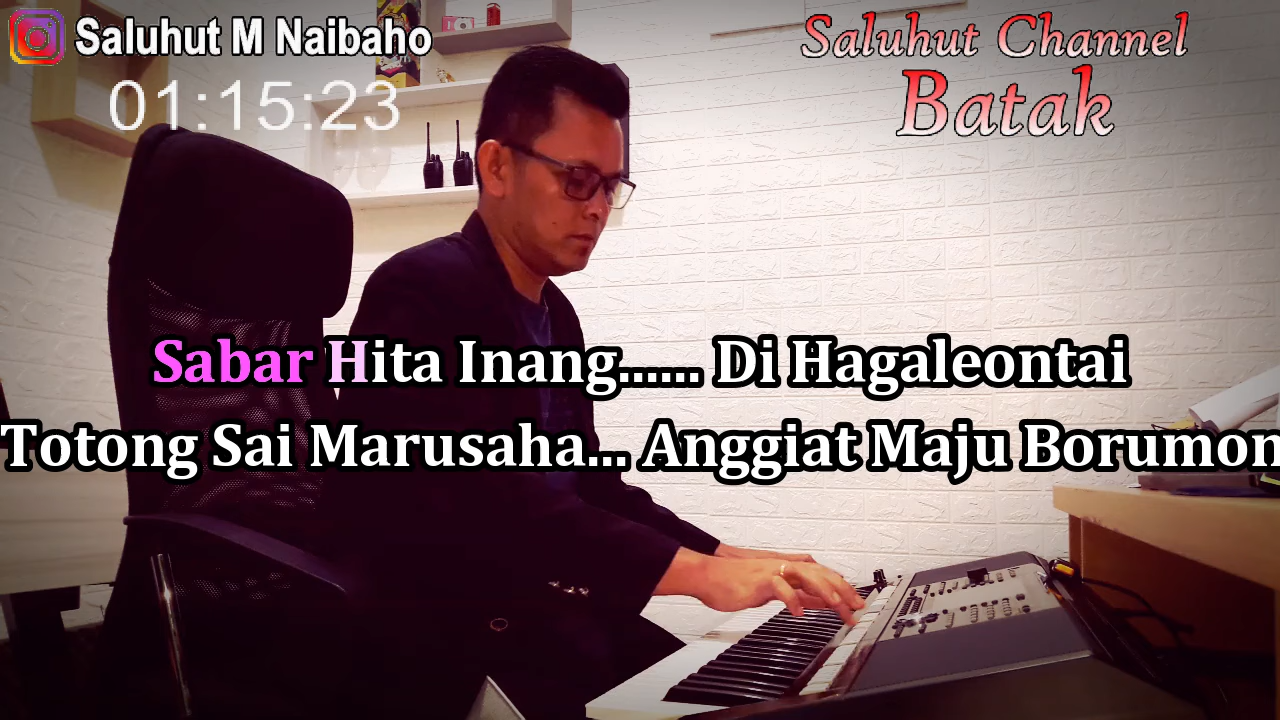 Saluhut M Naibaho
01:15:23
Saluhut Channel
Batak
Sabar Hita Inang...... Di Hagaleontai
Totong Sai Marusaha... Anggiat Maju Borumon